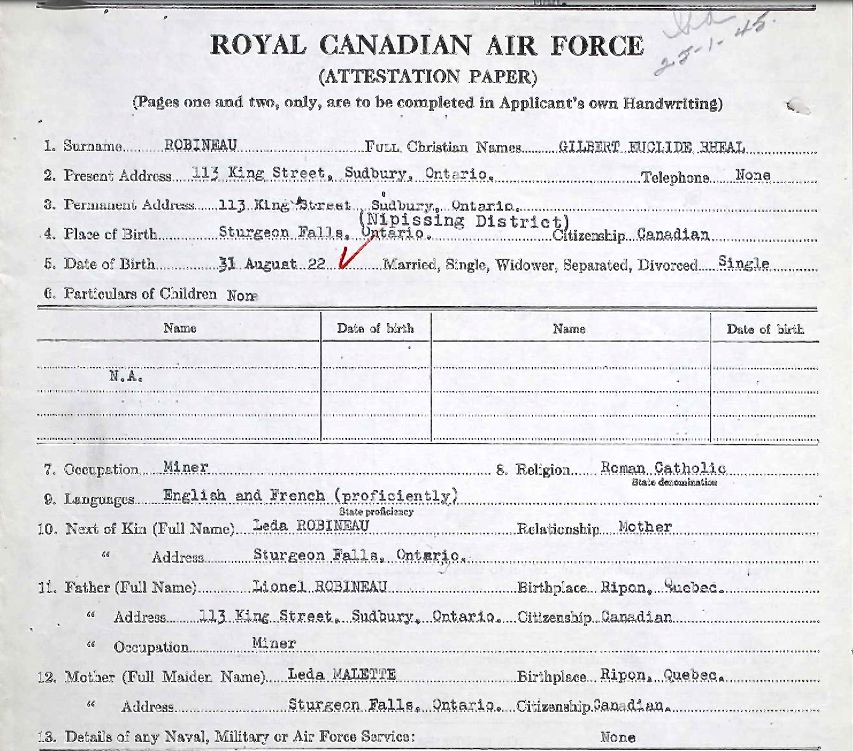 25-1-45.
ROYAL CANADIAN AIR FORCE
(ATTESTATION PAPER)
(Pages one and two, only, are to be completed in Applicant's own Handwriting)
1. Surname ROBINEAU FULL Christian Names GILBERT EUCLIDE RHEAL
2. Present Address 113 King Street, Sudbury, Ontario. Telephone None
3. Permanent Address 113 King Street Sudbury, Ontario.
(Nipissing District)
4. Place of Birth Sturgeon Falls, Ontario. Citizenship Canadian
5. Date of Birth 31 August 22 Married, Single, Widower, Separated, Divorced Single
6. Particulars of Children None
Name Date of birth Name Date of birth
N.A.
7. Occupation Miner 8. Religion Roman Catholic
State denomination
9. Languages English and French (proficiently)
State proficiency
10. Next of Kin (Full Name) Leda ROBINEAU Relationship Mother
" Address Sturgeon Falls, Ontario.
11. Father (Full Name) Lionel ROBINEAU Birthplace Ripon, Quebec.
" Address 113 King Street, Sudbury, Ontario. Citizenship Canadian
" Occupation Miner
12. Mother (Full Maiden Name) Leda MALETTE Birthplace Ripon, Quebec.
" Address Sturgeon Falls, Ontario. Citizenship Canadian.
13. Details of any Naval, Military or Air Force Service: None